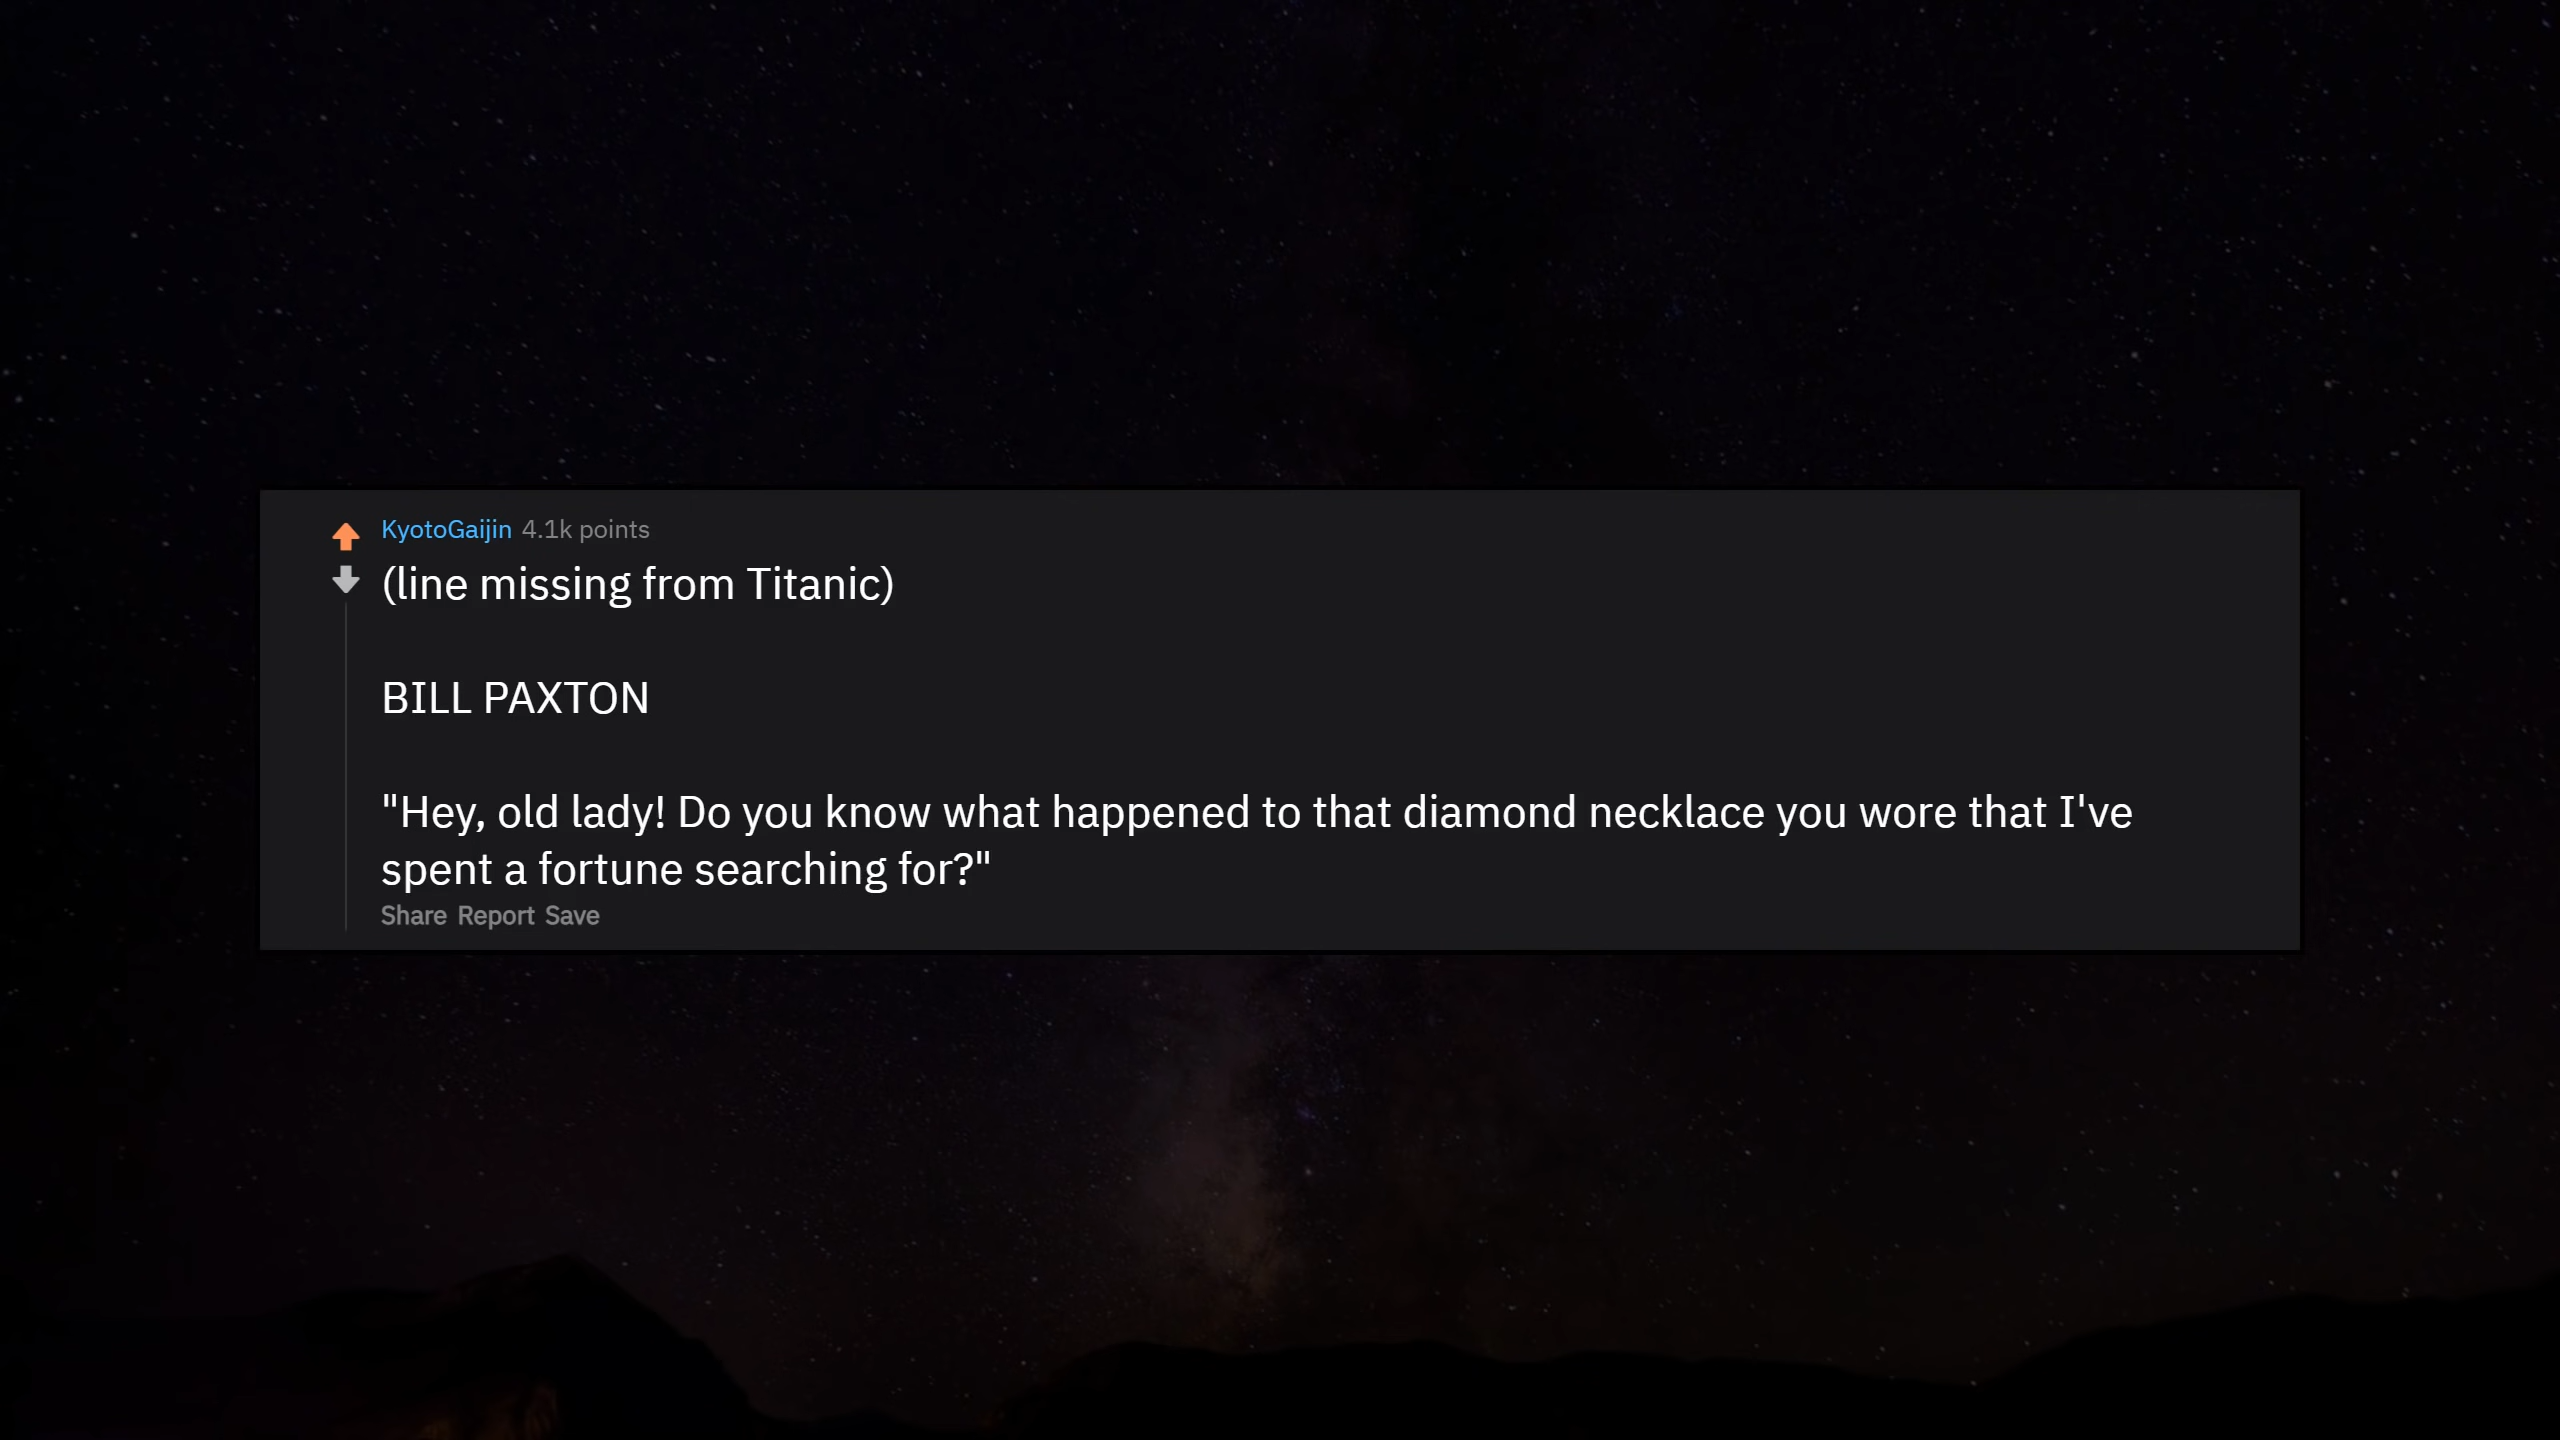 KyotoGaijin 4.1k points
(line missing from Titanic)
BILL PAXTON
"Hey, old lady! Do you know what happened to that diamond necklace you wore that I've
spent a fortune searching for?"
Share Report Save